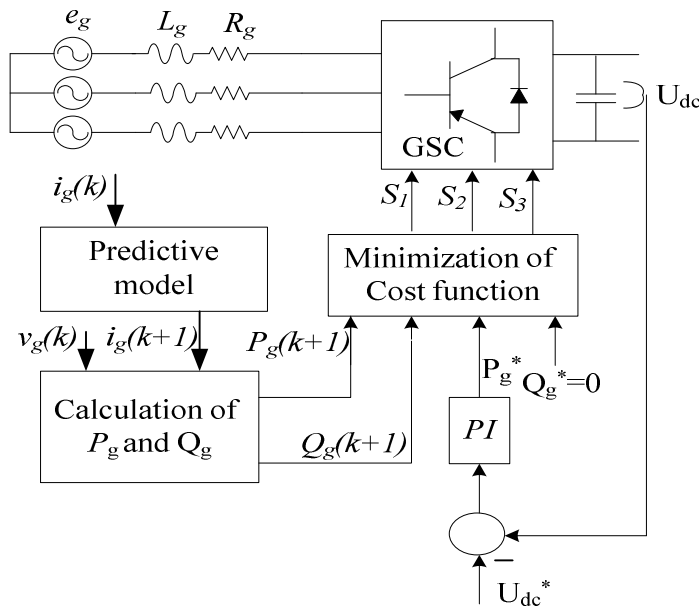 e_g L_g R_g
U_dc
GSC
i_g(k)
S_1 S_2 S_3
Predictive
model
Minimization of
Cost function
v_g(k) i_g(k+1) P_g(k+1)
P_g* Q_g*=0
Calculation of
P_g and Q_g
Q_g(k+1)
PI
−
U_dc*